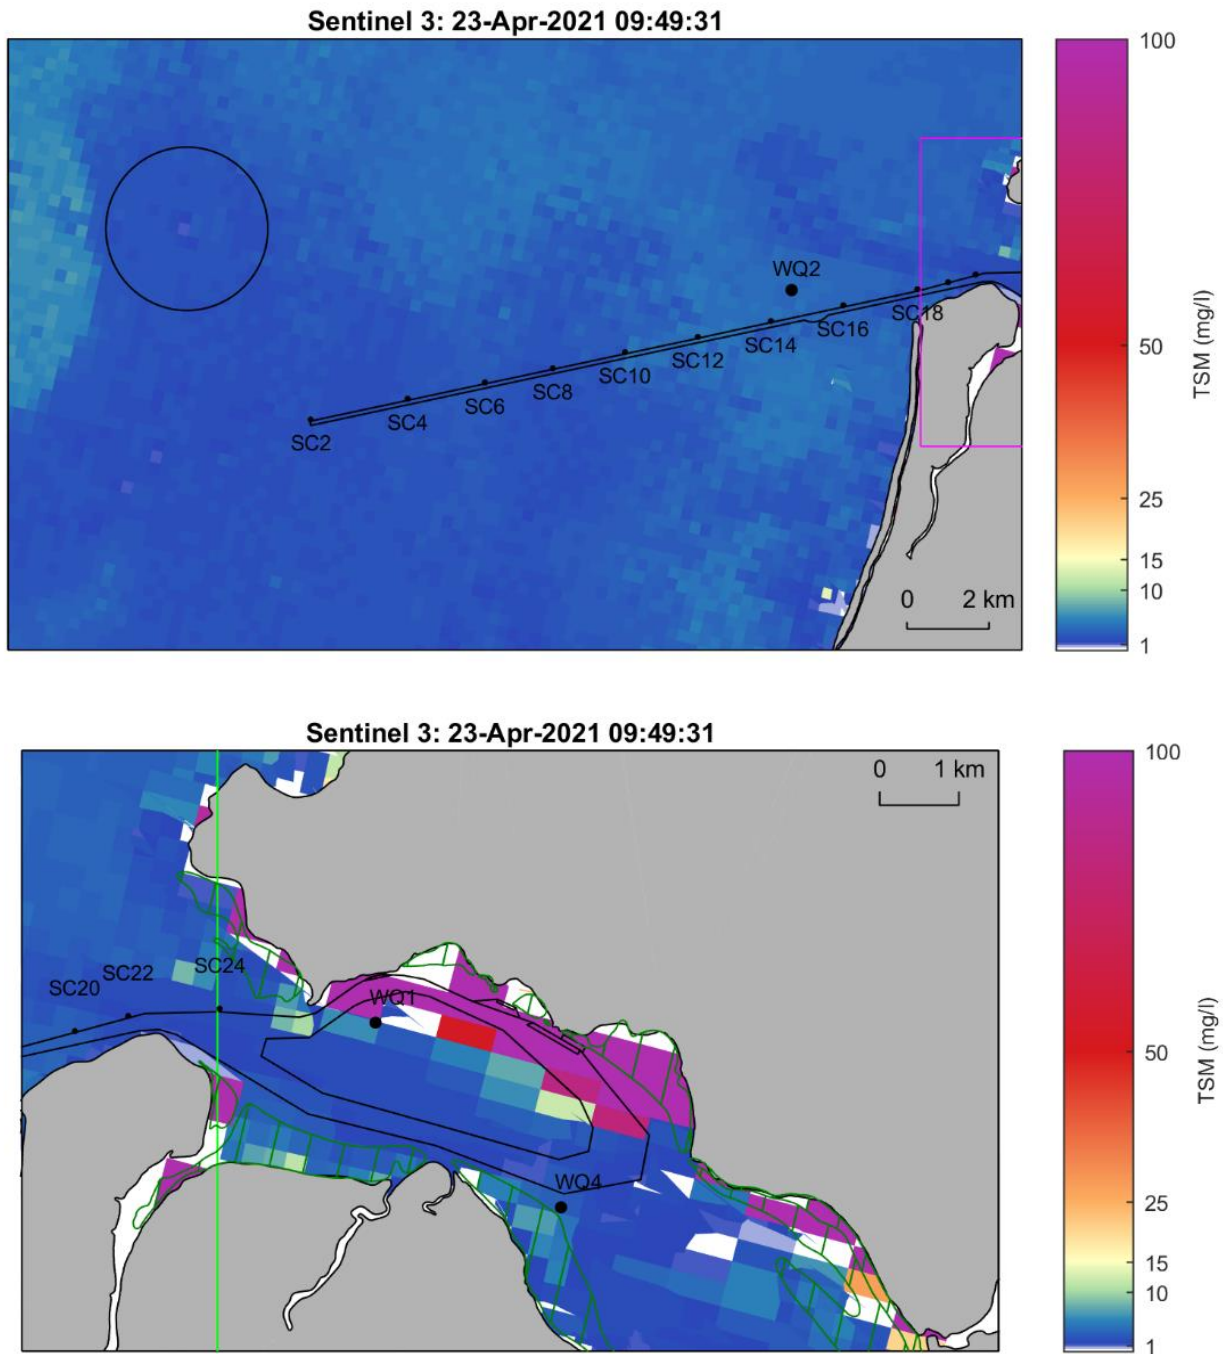 Sentinel 3: 23-Apr-2021 09:49:31
100
50
25
15
10
1
TSM (mg/l)
WQ2
SC18
SC16
SC14
SC12
SC10
SC8
SC6
SC4
SC2
0 2 km
Sentinel 3: 23-Apr-2021 09:49:31
0 1 km
100
50
25
15
10
1
TSM (mg/l)
SC24
SC22
SC20
WQ1
WQ4